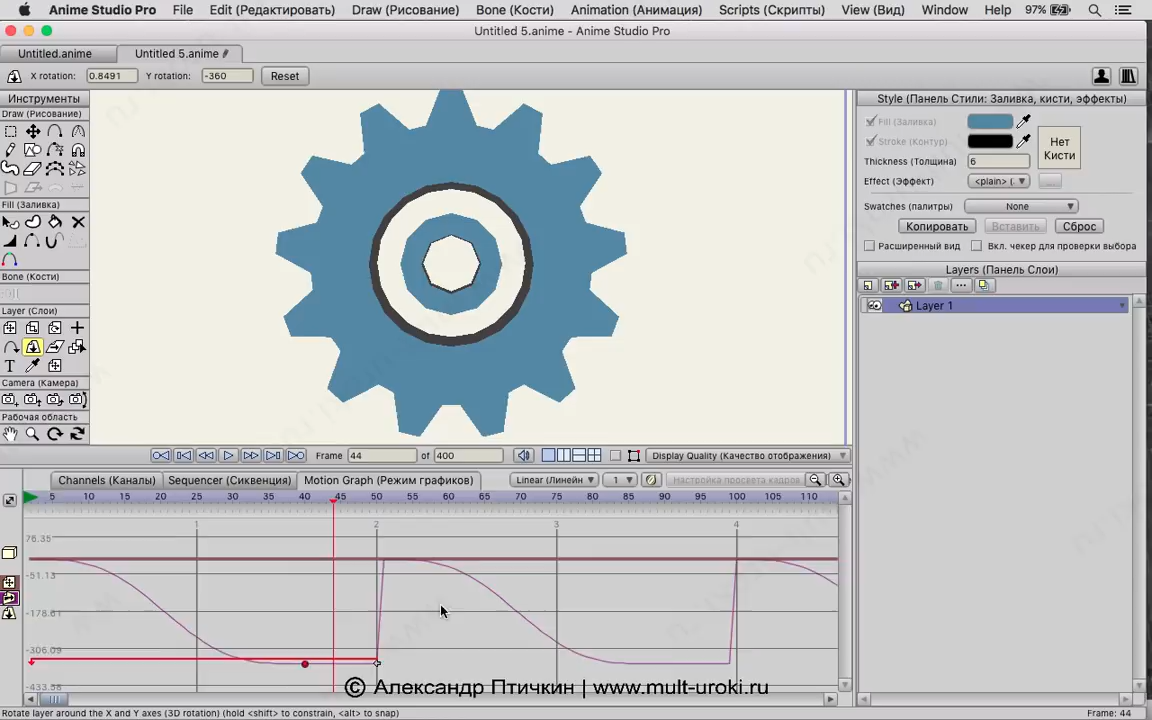 Anime Studio Pro File Edit (Редактировать) Draw (Рисование) Bone (Кости) Animation (Анимация) Scripts (Скрипты) View (Вид) Window Help 97%
Untitled 5.anime - Anime Studio Pro
Untitled.anime Untitled 5.anime
X rotation: 0.8491 Y rotation: -360 Reset
Инструменты
Draw (Рисование)
Fill (Заливка)
Bone (Кости)
Layer (Слои)
T
Camera (Камера)
Рабочая область
Style (Панель Стили: Заливка, кисти, эффекты)
Fill (Заливка)
Stroke (Контур)
Нет
Кисти
Thickness (Толщина) 6
Effect (Эффект) <plain> (. ...
Swatches (палитры) None
Копировать Вставить Сброс
Расширенный вид Вкл. чекер для проверки выбора
Layers (Панель Слои)
Layer 1
Frame 44 of 400 Display Quality (Качество отображения)
Channels (Каналы) Sequencer (Сиквенция) Motion Graph (Режим графиков) Linear (Линейн 1 Настройка просвета кадров
5 10 15 20 25 30 35 40 45 50 55 60 65 70 75 80 85 90 95 100 105 110
1 2 3 4
76.35
-51.13
-178.61
-306.09
-433.58
© Александр Птичкин | www.mult-uroki.ru
Rotate layer around the X and Y axes (3D rotation) (hold <shift> to constrain, <alt> to snap) Frame: 44